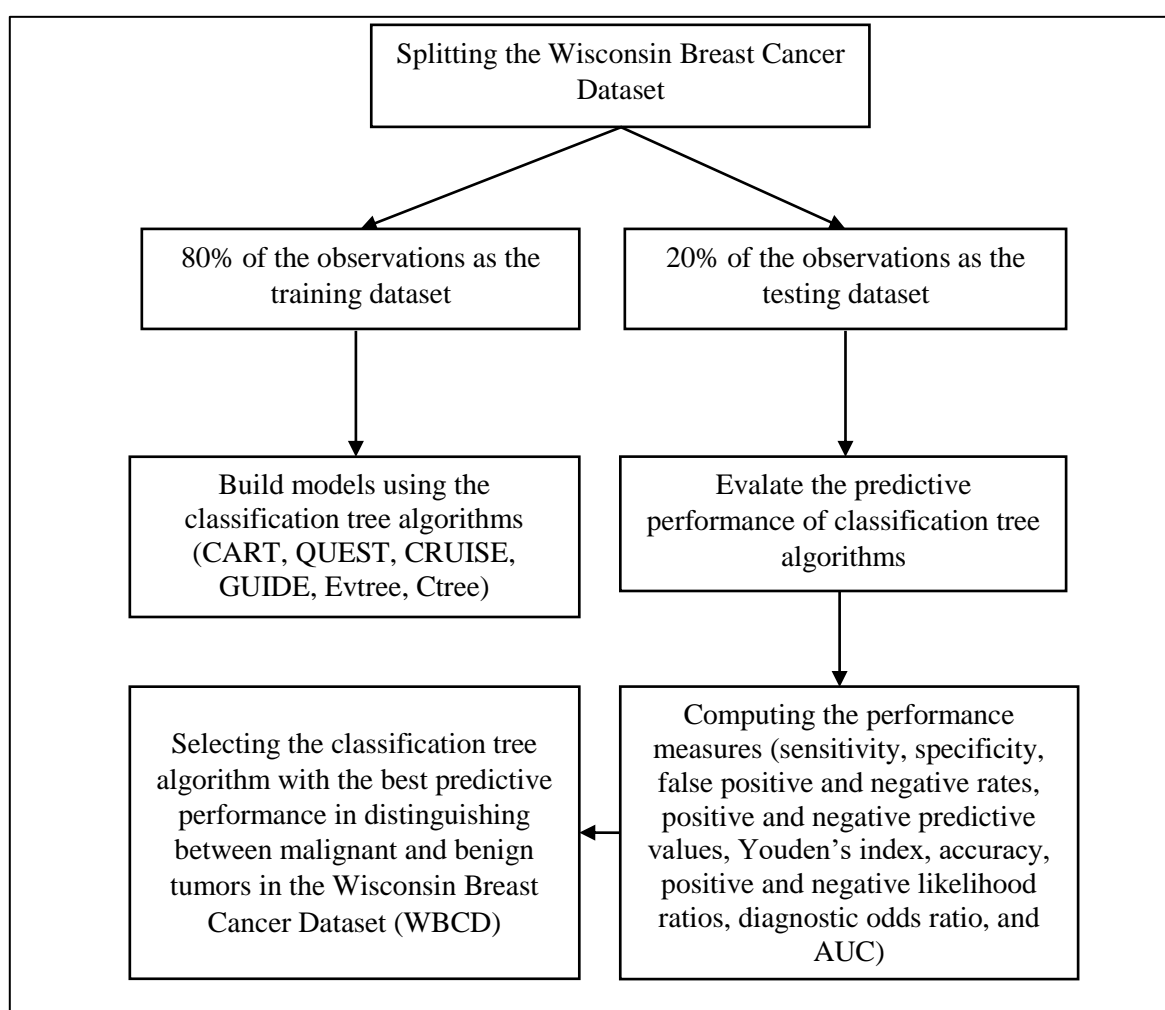 Splitting the Wisconsin Breast Cancer
Dataset
80% of the observations as the
training dataset
20% of the observations as the
testing dataset
Build models using the
classification tree algorithms
(CART, QUEST, CRUISE,
GUIDE, Evtree, Ctree)
Evalate the predictive
performance of classification tree
algorithms
Selecting the classification tree
algorithm with the best predictive
performance in distinguishing
between malignant and benign
tumors in the Wisconsin Breast
Cancer Dataset (WBCD)
Computing the performance
measures (sensitivity, specificity,
false positive and negative rates,
positive and negative predictive
values, Youden’s index, accuracy,
positive and negative likelihood
ratios, diagnostic odds ratio, and
AUC)